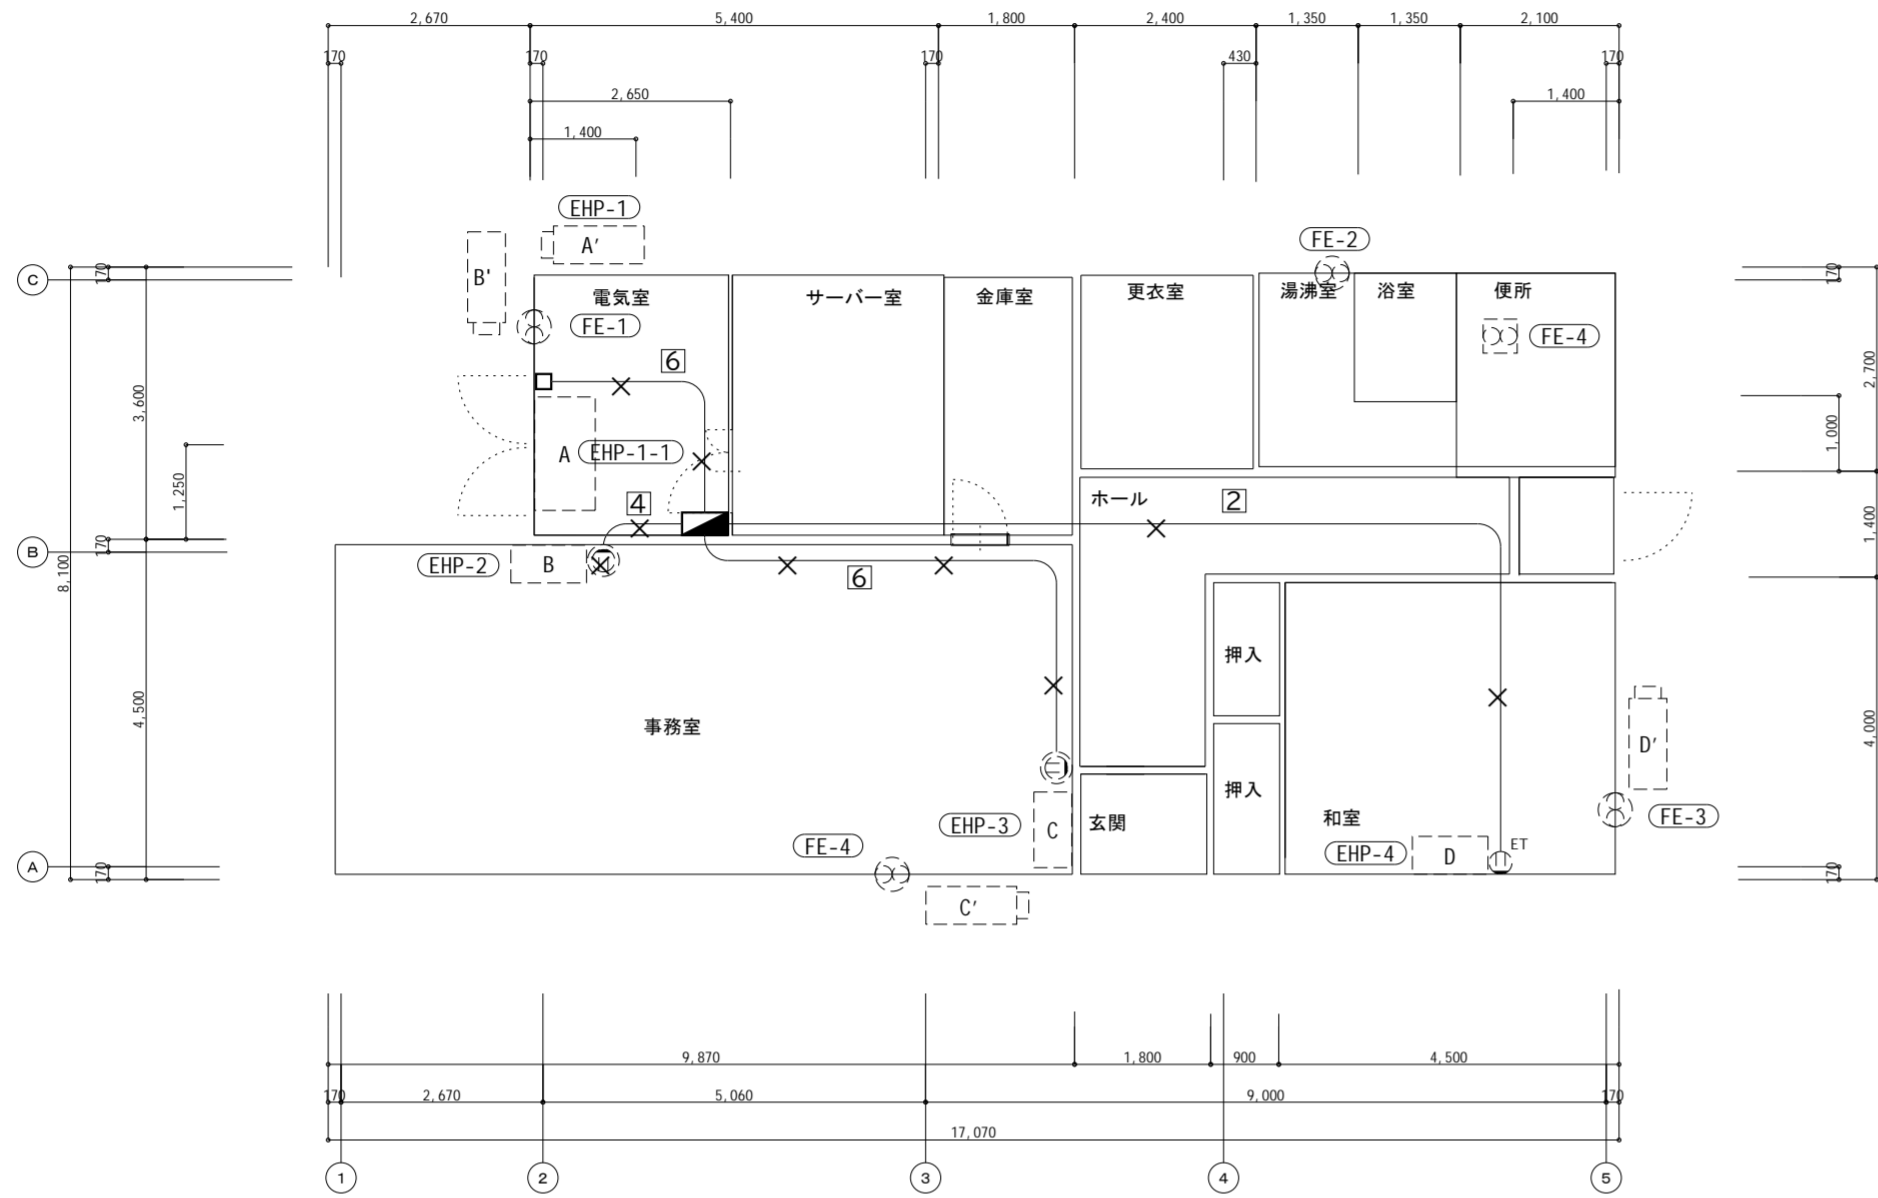 2,670 5,400 1,800 2,400 1,350 1,350 2,100
170 170 170 430 170
2,650 1,400
1,400
EHP-1
A′
B'
FE-2
C
170
170
電気室 サーバー室 金庫室 更衣室 湯沸室 浴室 便所
FE-1
FE-4
6
3,600
2,700
1,000
A EHP-1-1
1,250
4
ホール
2
1,400
B
170
8,100
EHP-2
B
6
押入
4,500
事務室
D′
4,000
押入
EHP-3
C
玄関
和室
FE-3
FE-4
EHP-4
D
ET
A
170
170
C′
9,870 1,800 900 4,500
170 2,670 5,060 9,000 170
17,070
1 2 3 4 5